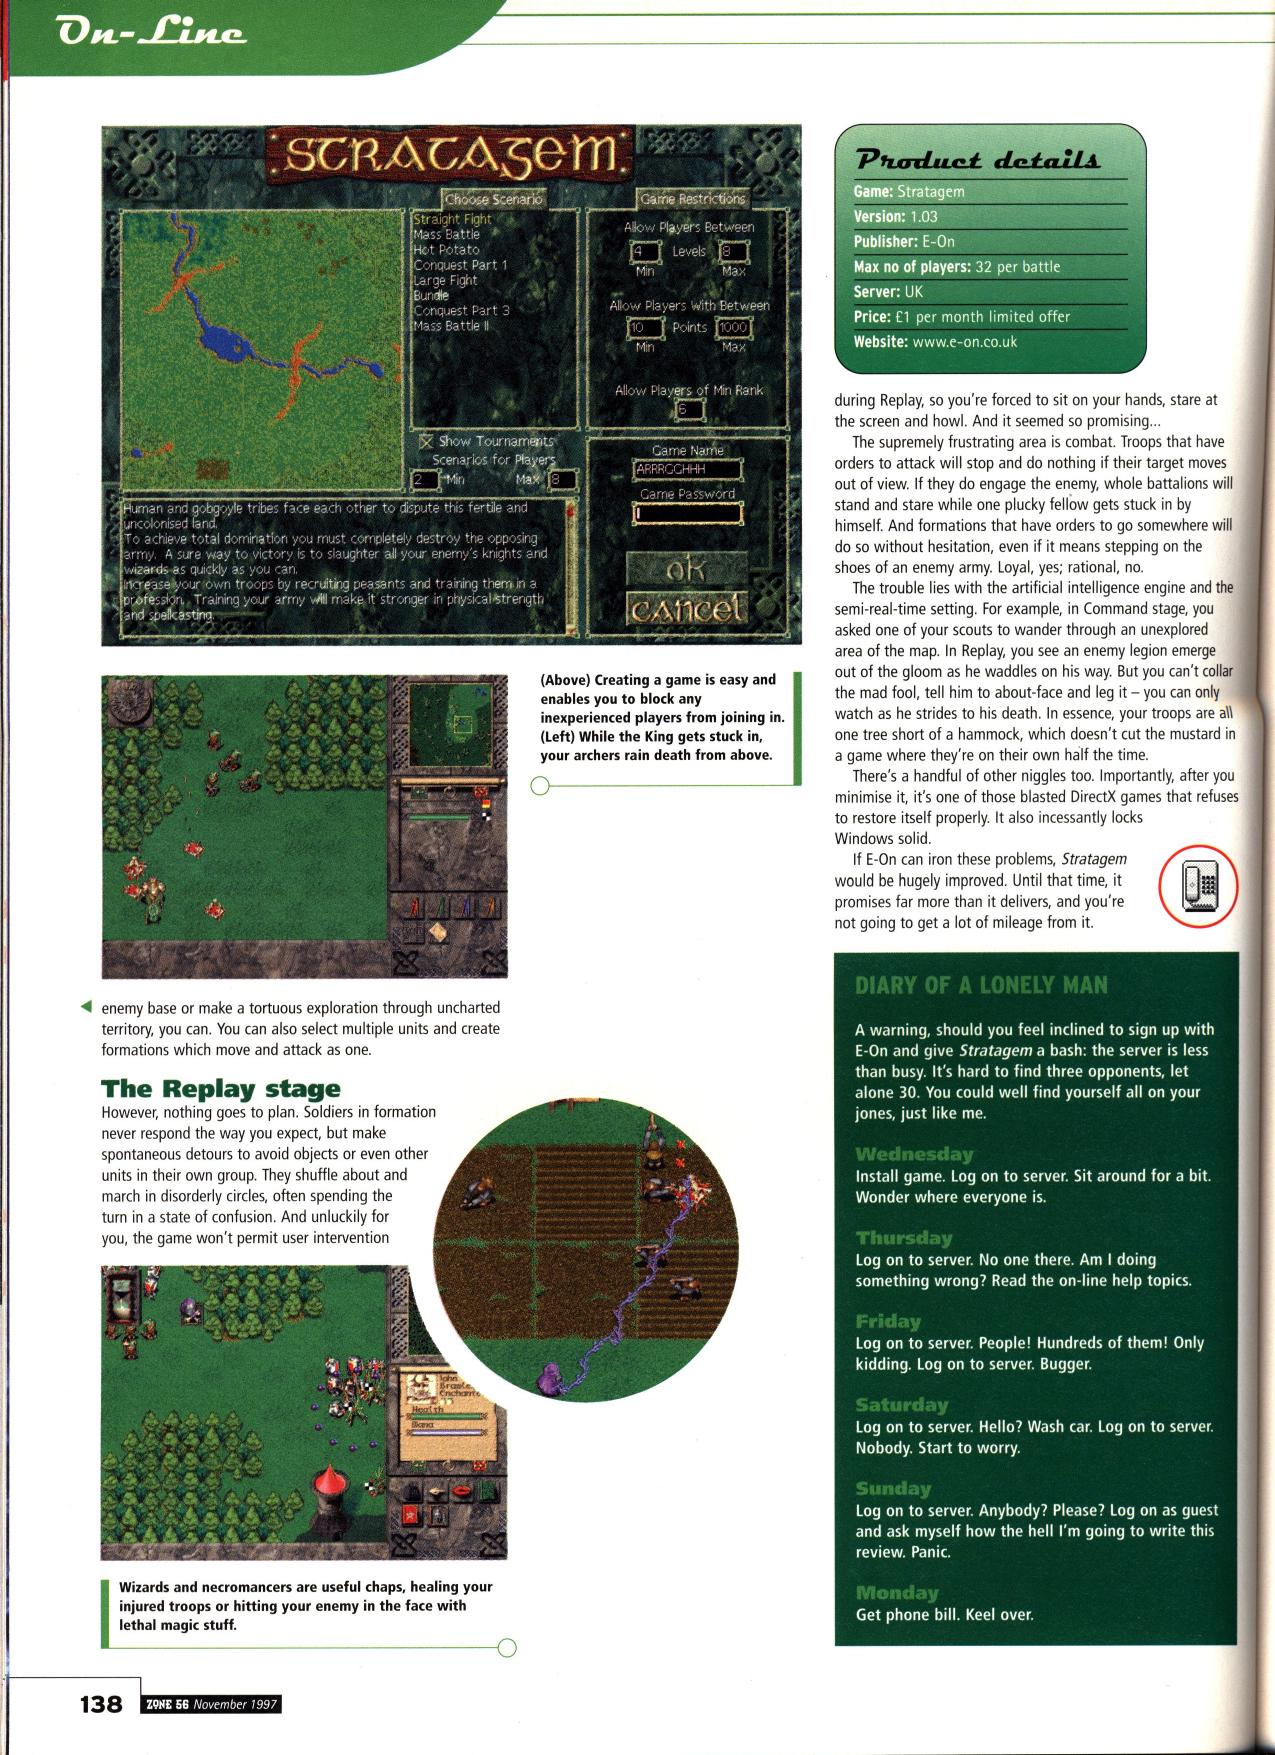 On-Line
STRATAGEM
Choose Scenario
Straight Fight
Mass Battle
Hot Potato
Conquest Part 1
Large Fight
Bundle
Conquest Part 3
Mass Battle II
Show Tournaments
Scenarios for Players
2 Min Max 8
Game Restrictions
Allow Players Between
4 Levels 8
Min Max
Allow Players With Between
10 Points 1000
Min Max
Allow Players of Min Rank
6
Game Name
ARRRGGHHH
Game Password
ok
cancel
Human and gobgoyle tribes face each other to dispute this fertile and
uncolonised land.
To achieve total domination you must completely destroy the opposing
army. A sure way to victory is to slaughter all your enemy's knights and
wizards as quickly as you can.
Increase your own troops by recruiting peasants and training them in a
profession. Training your army will make it stronger in physical strength
and spellcasting.
(Above) Creating a game is easy and
enables you to block any
inexperienced players from joining in.
(Left) While the King gets stuck in,
your archers rain death from above.
enemy base or make a tortuous exploration through uncharted
territory, you can. You can also select multiple units and create
formations which move and attack as one.
The Replay stage
However, nothing goes to plan. Soldiers in formation
never respond the way you expect, but make
spontaneous detours to avoid objects or even other
units in their own group. They shuffle about and
march in disorderly circles, often spending the
turn in a state of confusion. And unluckily for
you, the game won't permit user intervention
John
Health
Mana
Wizards and necromancers are useful chaps, healing your
injured troops or hitting your enemy in the face with
lethal magic stuff.
Product details
Game: Stratagem
Version: 1.03
Publisher: E-On
Max no of players: 32 per battle
Server: UK
Price: £1 per month limited offer
Website: www.e-on.co.uk
during Replay, so you're forced to sit on your hands, stare at
the screen and howl. And it seemed so promising...
The supremely frustrating area is combat. Troops that have
orders to attack will stop and do nothing if their target moves
out of view. If they do engage the enemy, whole battalions will
stand and stare while one plucky fellow gets stuck in by
himself. And formations that have orders to go somewhere will
do so without hesitation, even if it means stepping on the
shoes of an enemy army. Loyal, yes; rational, no.
The trouble lies with the artificial intelligence engine and the
semi-real-time setting. For example, in Command stage, you
asked one of your scouts to wander through an unexplored
area of the map. In Replay, you see an enemy legion emerge
out of the gloom as he waddles on his way. But you can't collar
the mad fool, tell him to about-face and leg it – you can only
watch as he strides to his death. In essence, your troops are all
one tree short of a hammock, which doesn't cut the mustard in
a game where they're on their own half the time.
There's a handful of other niggles too. Importantly, after you
minimise it, it's one of those blasted DirectX games that refuses
to restore itself properly. It also incessantly locks
Windows solid.
If E-On can iron these problems, Stratagem
would be hugely improved. Until that time, it
promises far more than it delivers, and you're
not going to get a lot of mileage from it.
DIARY OF A LONELY MAN
A warning, should you feel inclined to sign up with
E-On and give Stratagem a bash: the server is less
than busy. It's hard to find three opponents, let
alone 30. You could well find yourself all on your
jones, just like me.
Wednesday
Install game. Log on to server. Sit around for a bit.
Wonder where everyone is.
Thursday
Log on to server. No one there. Am I doing
something wrong? Read the on-line help topics.
Friday
Log on to server. People! Hundreds of them! Only
kidding. Log on to server. Bugger.
Saturday
Log on to server. Hello? Wash car. Log on to server.
Nobody. Start to worry.
Sunday
Log on to server. Anybody? Please? Log on as guest
and ask myself how the hell I'm going to write this
review. Panic.
Monday
Get phone bill. Keel over.
138 ZONE 56 November 1997